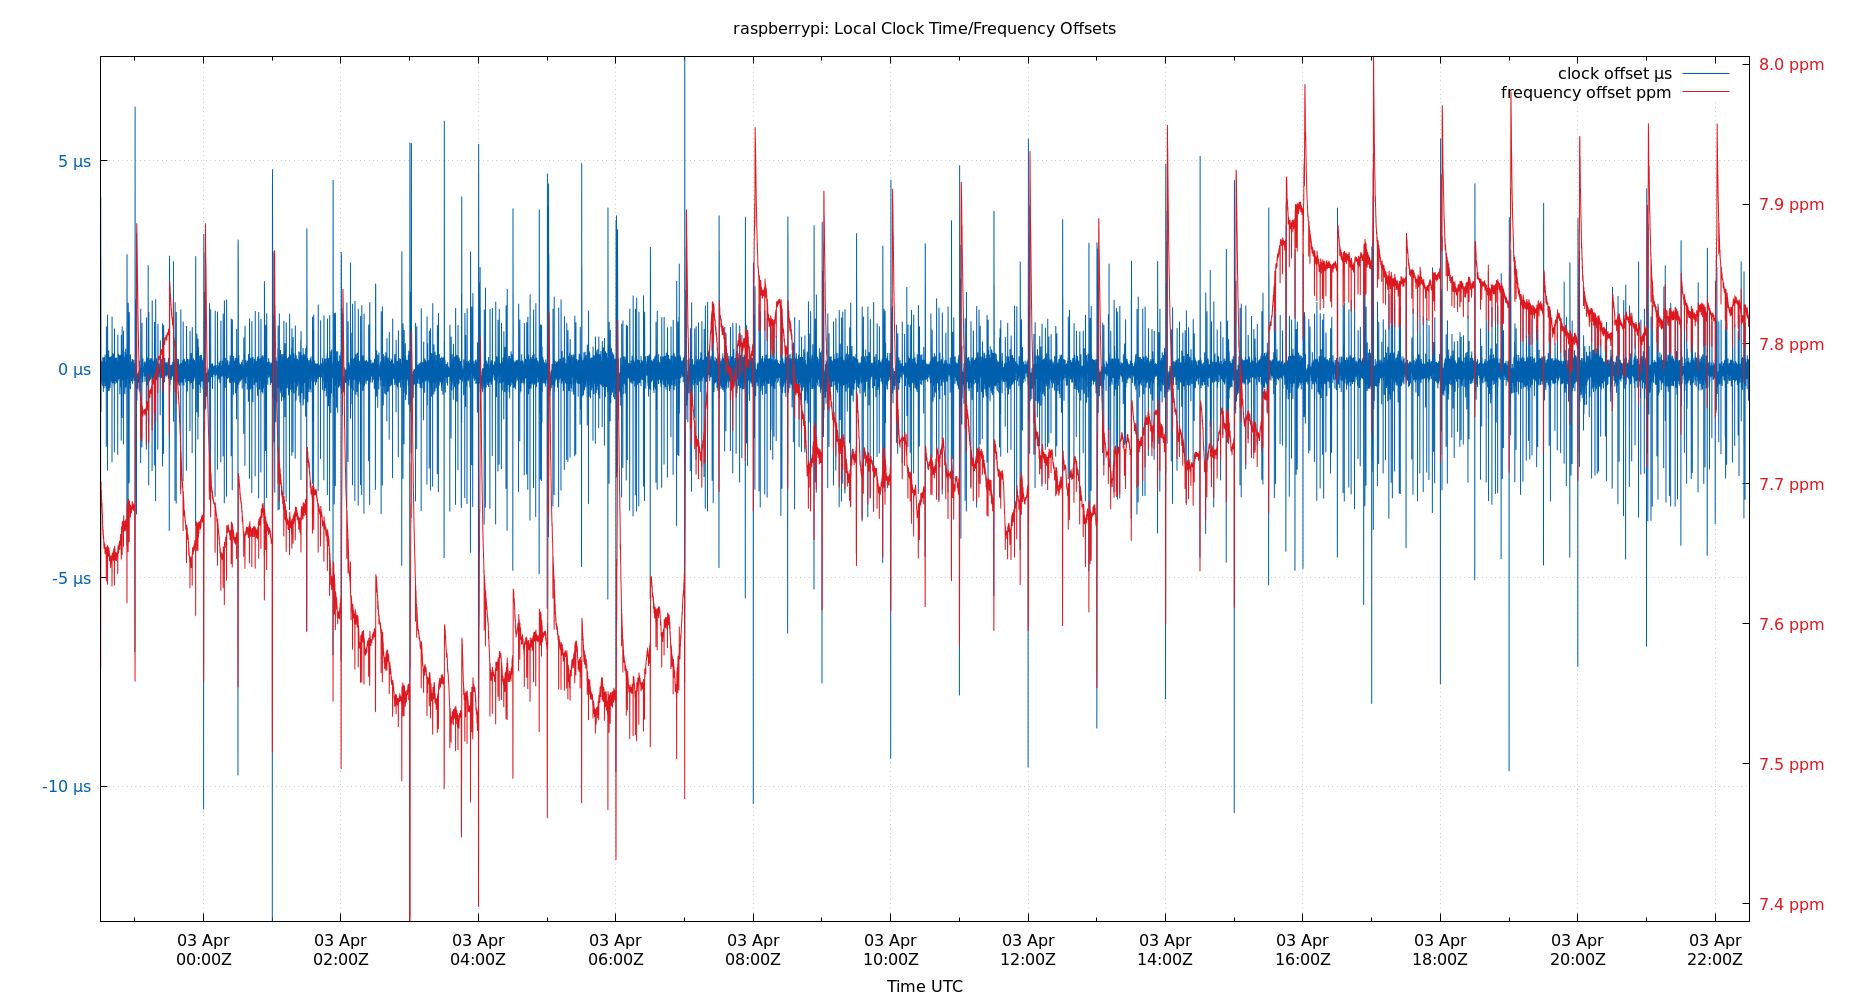 raspberrypi: Local Clock Time/Frequency Offsets
clock offset µs
frequency offset ppm
5 µs
0 µs
-5 µs
-10 µs
8.0 ppm
7.9 ppm
7.8 ppm
7.7 ppm
7.6 ppm
7.5 ppm
7.4 ppm
03 Apr 03 Apr 03 Apr 03 Apr 03 Apr 03 Apr 03 Apr 03 Apr 03 Apr 03 Apr 03 Apr 03 Apr
00:00Z 02:00Z 04:00Z 06:00Z 08:00Z 10:00Z 12:00Z 14:00Z 16:00Z 18:00Z 20:00Z 22:00Z
Time UTC